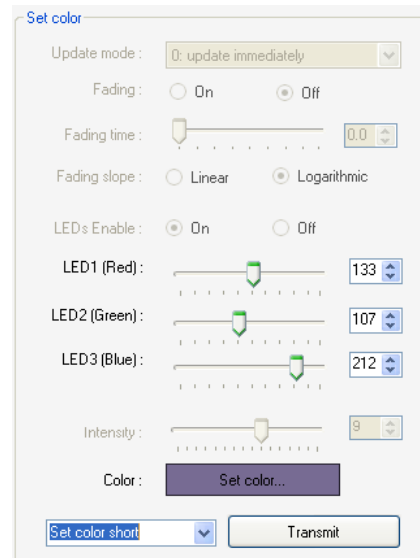 Set color
Update mode : 0: update immediately
Fading : On Off
Fading time : 0.0
Fading slope : Linear Logarithmic
LEDs Enable : On Off
LED1 (Red) : 133
LED2 (Green) : 107
LED3 (Blue) : 212
Intensity : 9
Color : Set color...
Set color short Transmit